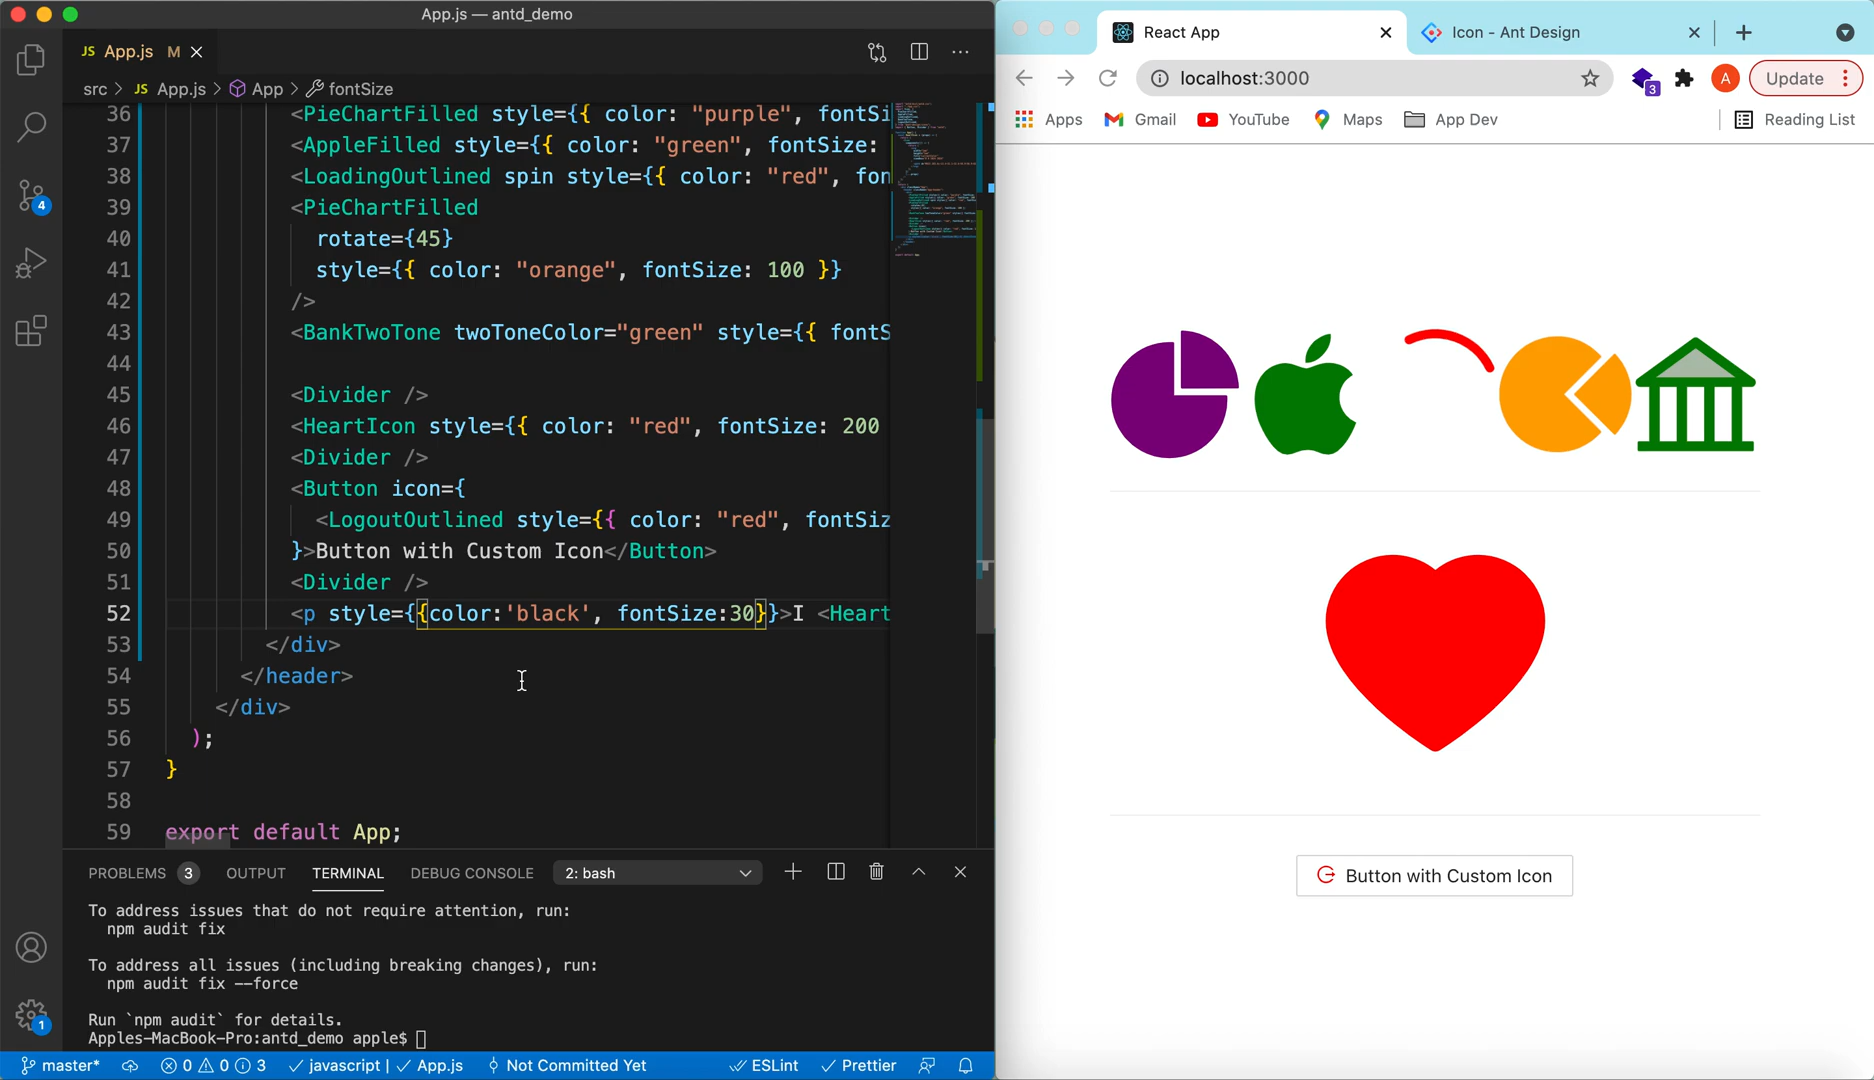 App.js — antd_demo
JS App.js M
src > JS App.js > App > fontSize
36 <PieChartFilled style={{ color: "purple", fontSi
37 <AppleFilled style={{ color: "green", fontSize:
38 <LoadingOutlined spin style={{ color: "red", fon
39 <PieChartFilled
40 rotate={45}
41 style={{ color: "orange", fontSize: 100 }}
42 />
43 <BankTwoTone twoToneColor="green" style={{ fontS
44
45 <Divider />
46 <HeartIcon style={{ color: "red", fontSize: 200
47 <Divider />
48 <Button icon={
49 <LogoutOutlined style={{ color: "red", fontSiz
50 }>Button with Custom Icon</Button>
51 <Divider />
52 <p style={{color:'black', fontSize:30}}>I <Heart
53 </div>
54 </header>
55 </div>
56 );
57 }
58
59 export default App;
PROBLEMS 3 OUTPUT TERMINAL DEBUG CONSOLE 2: bash
To address issues that do not require attention, run:
npm audit fix
To address all issues (including breaking changes), run:
npm audit fix --force
Run `npm audit` for details.
Apples-MacBook-Pro:antd_demo apple$
4
1
master* 0 0 3 javascript | App.js Not Committed Yet ESLint Prettier
React App
Icon - Ant Design
localhost:3000
3
A
Update
Apps Gmail YouTube Maps App Dev Reading List
Button with Custom Icon